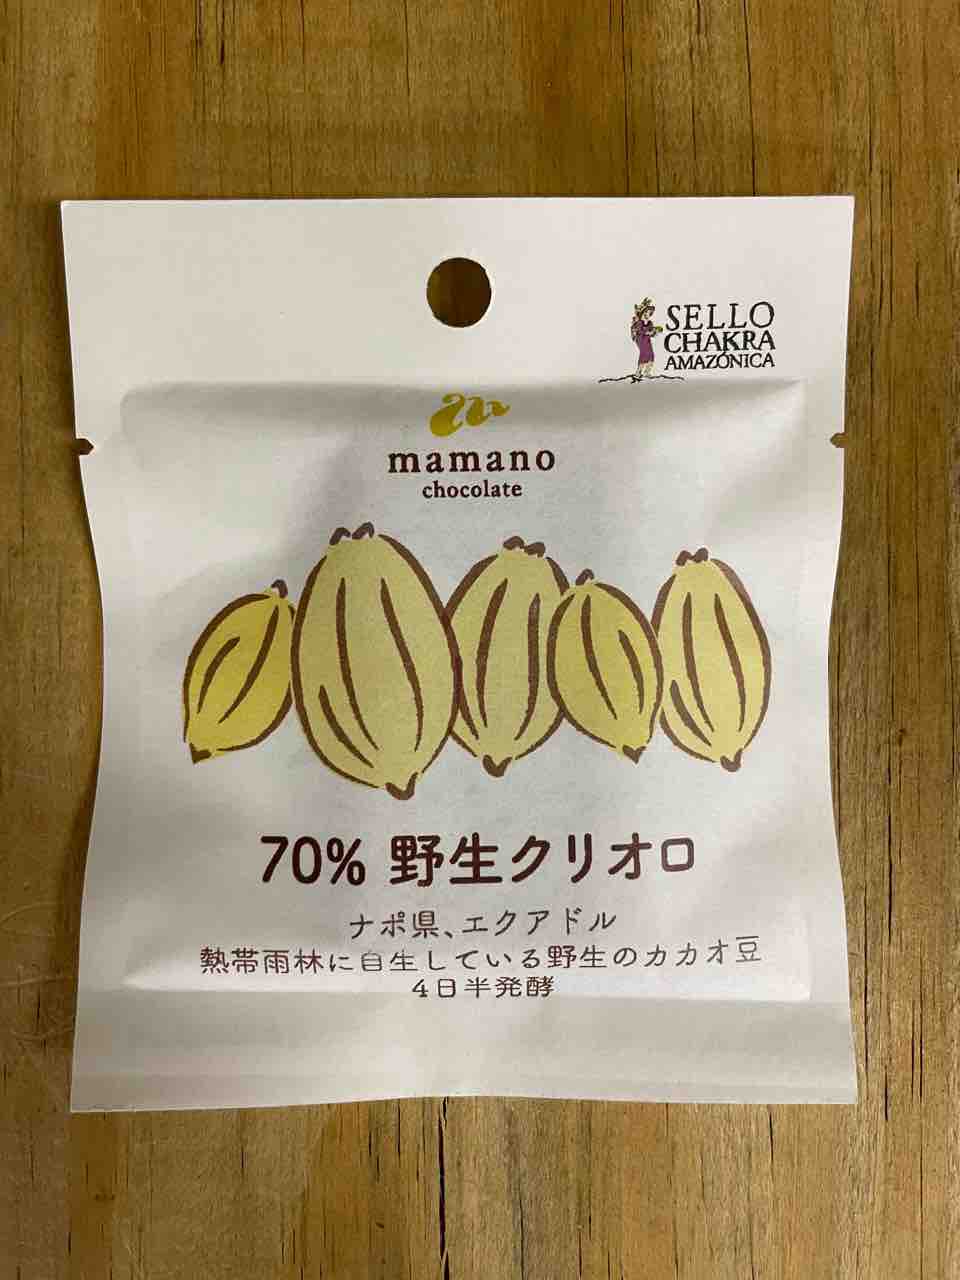 SELLO
CHAKRA
AMAZÓNICA
mamano
chocolate
70% 野生クリオロ
ナポ県、エクアドル
熱帯雨林に自生している野生のカカオ豆
4日半発酵